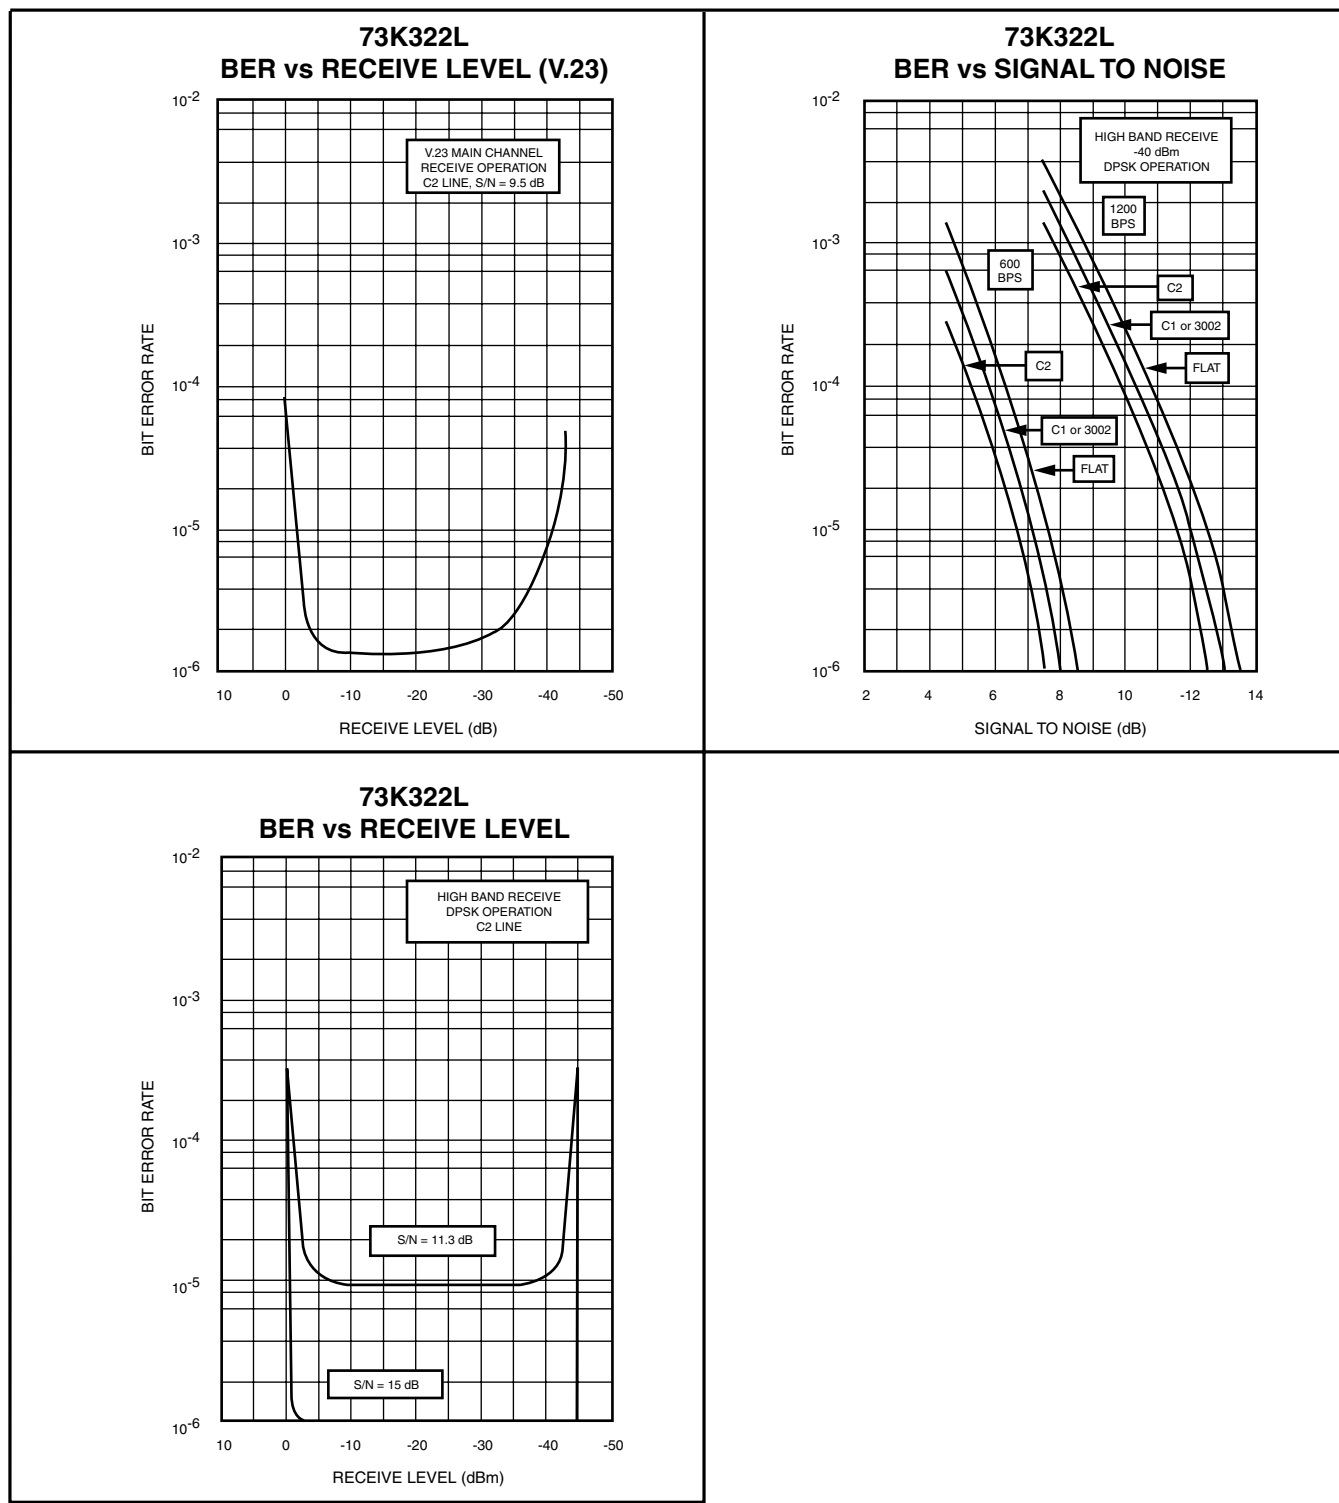 73K322L
BER vs RECEIVE LEVEL (V.23)
10-2
10-3
10-4
10-5
10-6
BIT ERROR RATE
V.23 MAIN CHANNEL
RECEIVE OPERATION
C2 LINE, S/N = 9.5 dB
10 0 -10 -20 -30 -40 -50
RECEIVE LEVEL (dB)
73K322L
BER vs SIGNAL TO NOISE
10-2
10-3
10-4
10-5
10-6
BIT ERROR RATE
HIGH BAND RECEIVE
-40 dBm
DPSK OPERATION
1200
BPS
600
BPS
C2
C1 or 3002
FLAT
C2
C1 or 3002
FLAT
2 4 6 8 10 -12 14
SIGNAL TO NOISE (dB)
73K322L
BER vs RECEIVE LEVEL
10-2
10-3
10-4
10-5
10-6
BIT ERROR RATE
HIGH BAND RECEIVE
DPSK OPERATION
C2 LINE
S/N = 11.3 dB
S/N = 15 dB
10 0 -10 -20 -30 -40 -50
RECEIVE LEVEL (dBm)